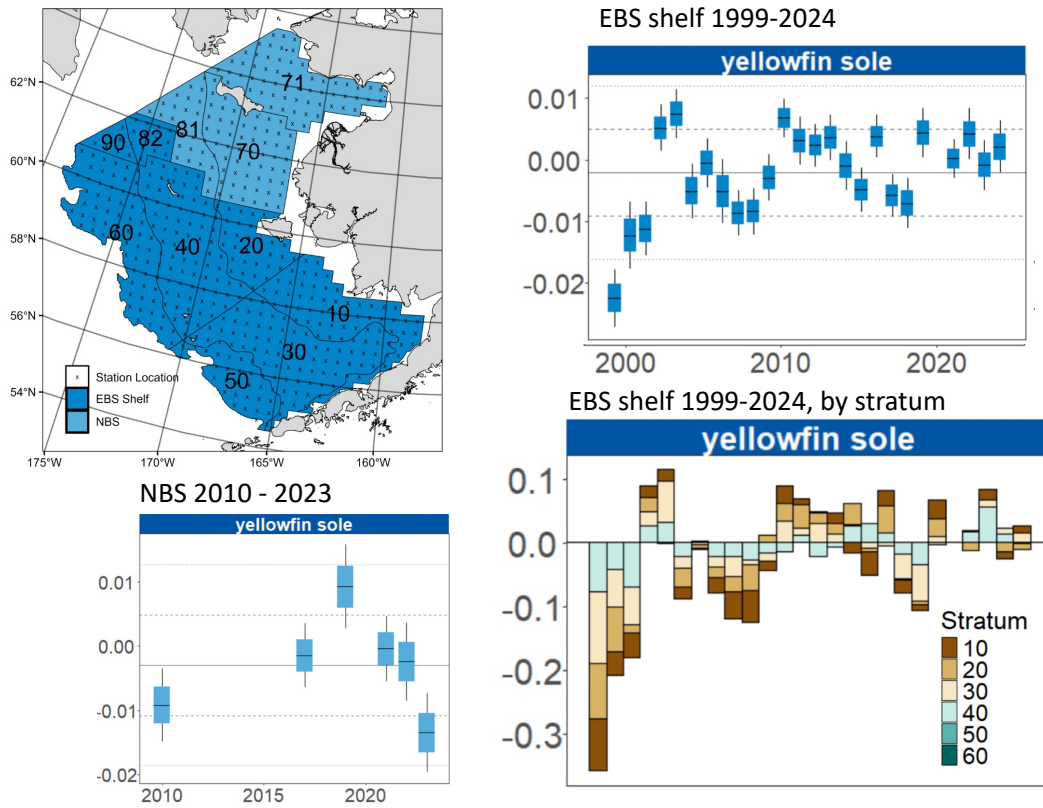 62°N
60°N
58°N
56°N
54°N
71
90
82
81
70
60
40
20
10
30
50
x Station Location
EBS Shelf
NBS
175°W
170°W
165°W
160°W
EBS shelf 1999-2024
yellowfin sole
0.01
0.00
-0.01
-0.02
2000
2010
2020
NBS 2010 - 2023
yellowfin sole
0.01
0.00
-0.01
-0.02
2010
2015
2020
EBS shelf 1999-2024, by stratum
yellowfin sole
0.1
0.0
-0.1
-0.2
-0.3
Stratum
10
20
30
40
50
60